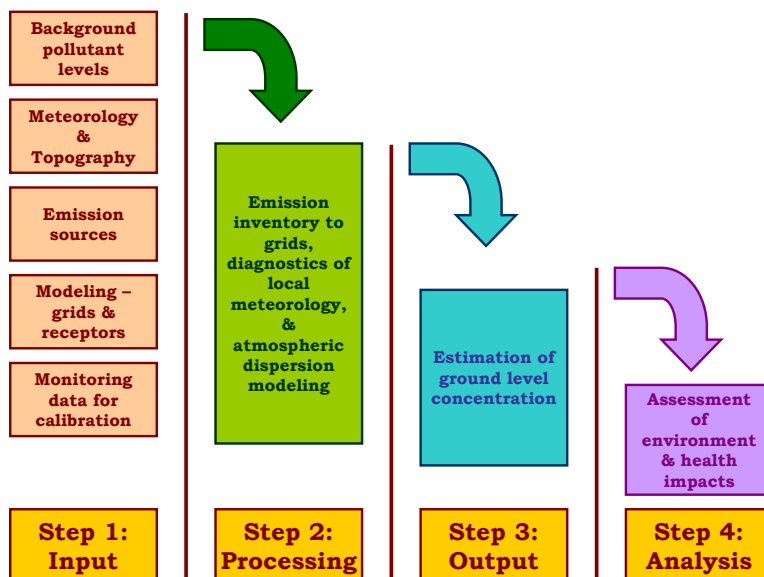 Background
pollutant
levels
Meteorology
&
Topography
Emission
sources
Modeling –
grids &
receptors
Monitoring
data for
calibration
Emission
inventory to
grids,
diagnostics of
local
meteorology,
&
atmospheric
dispersion
modeling
Estimation of
ground level
concentration
Assessment
of
environment
& health
impacts
Step 1:
Input
Step 2:
Processing
Step 3:
Output
Step 4:
Analysis